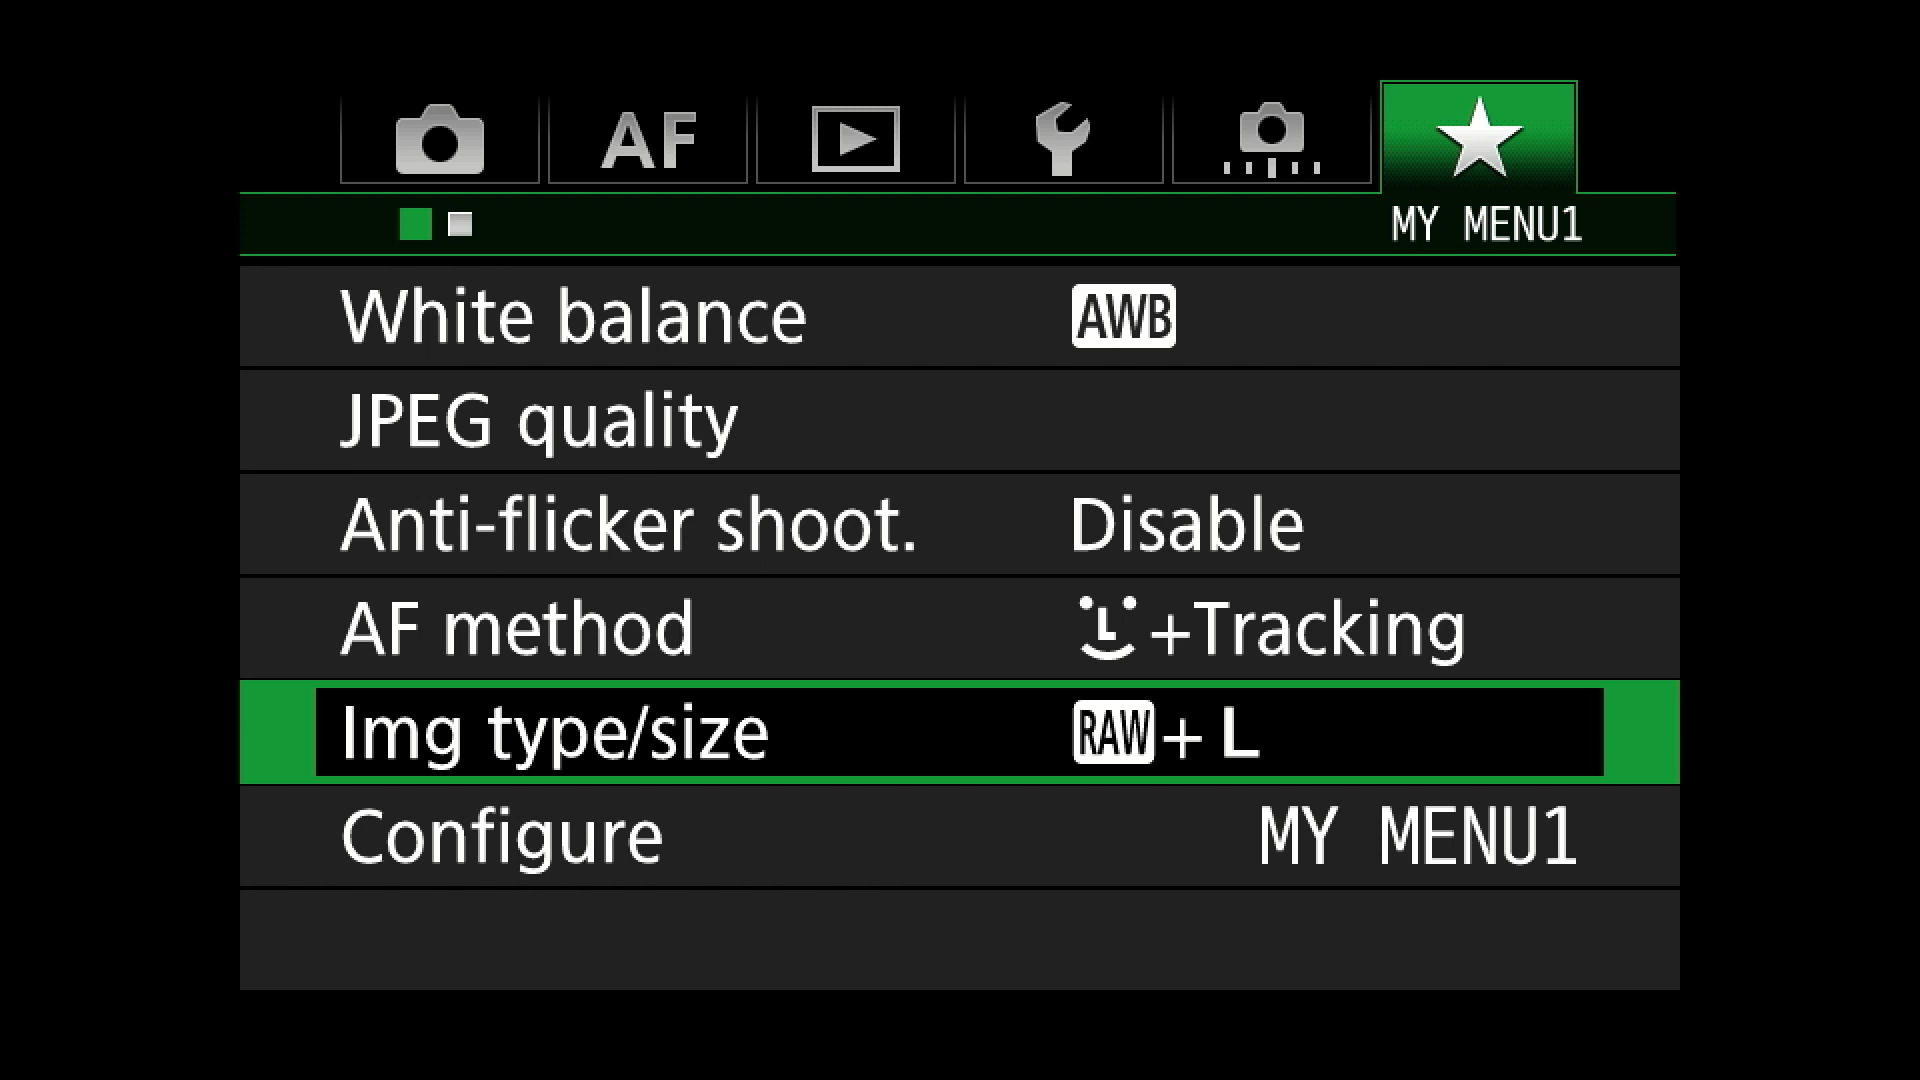 AF
MY MENU1
White balance AWB
JPEG quality
Anti-flicker shoot. Disable
AF method L+Tracking
Img type/size RAW+L
Configure MY MENU1